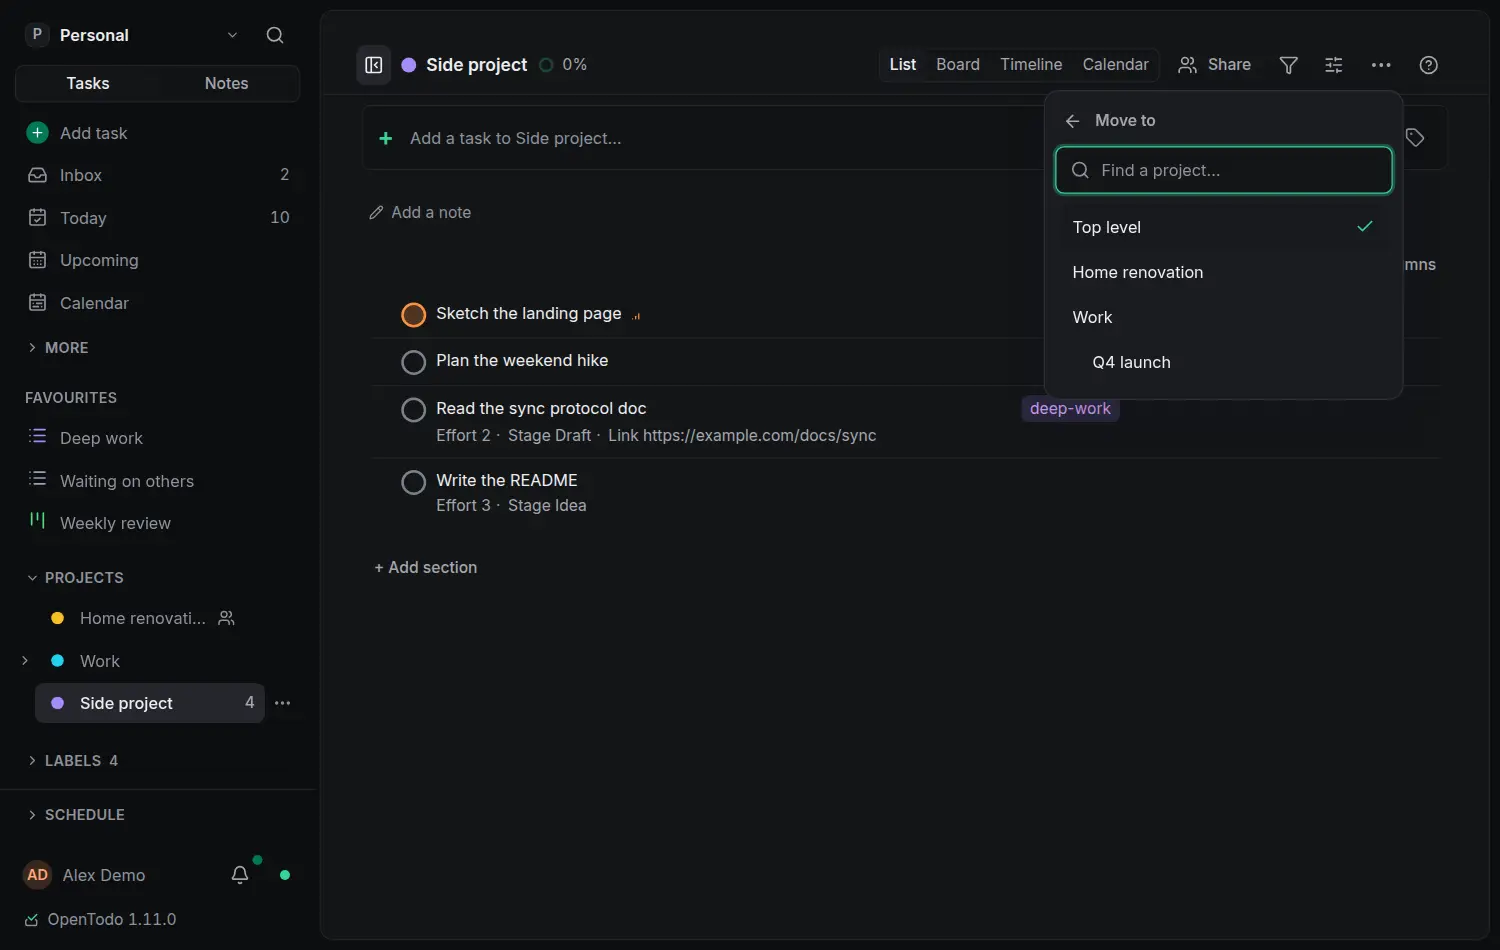 P Personal
Tasks Notes
Add task
Inbox 2
Today 10
Upcoming
Calendar
MORE
FAVOURITES
Deep work
Waiting on others
Weekly review
PROJECTS
Home renovati...
Work
Side project 4
LABELS 4
SCHEDULE
AD Alex Demo
OpenTodo 1.11.0
Side project 0% List Board Timeline Calendar Share
+ Add a task to Side project...
Add a note
mns
Sketch the landing page
Plan the weekend hike
Read the sync protocol doc deep-work
Effort 2 · Stage Draft · Link https://example.com/docs/sync
Write the README
Effort 3 · Stage Idea
+ Add section
Move to
Find a project...
Top level
Home renovation
Work
Q4 launch